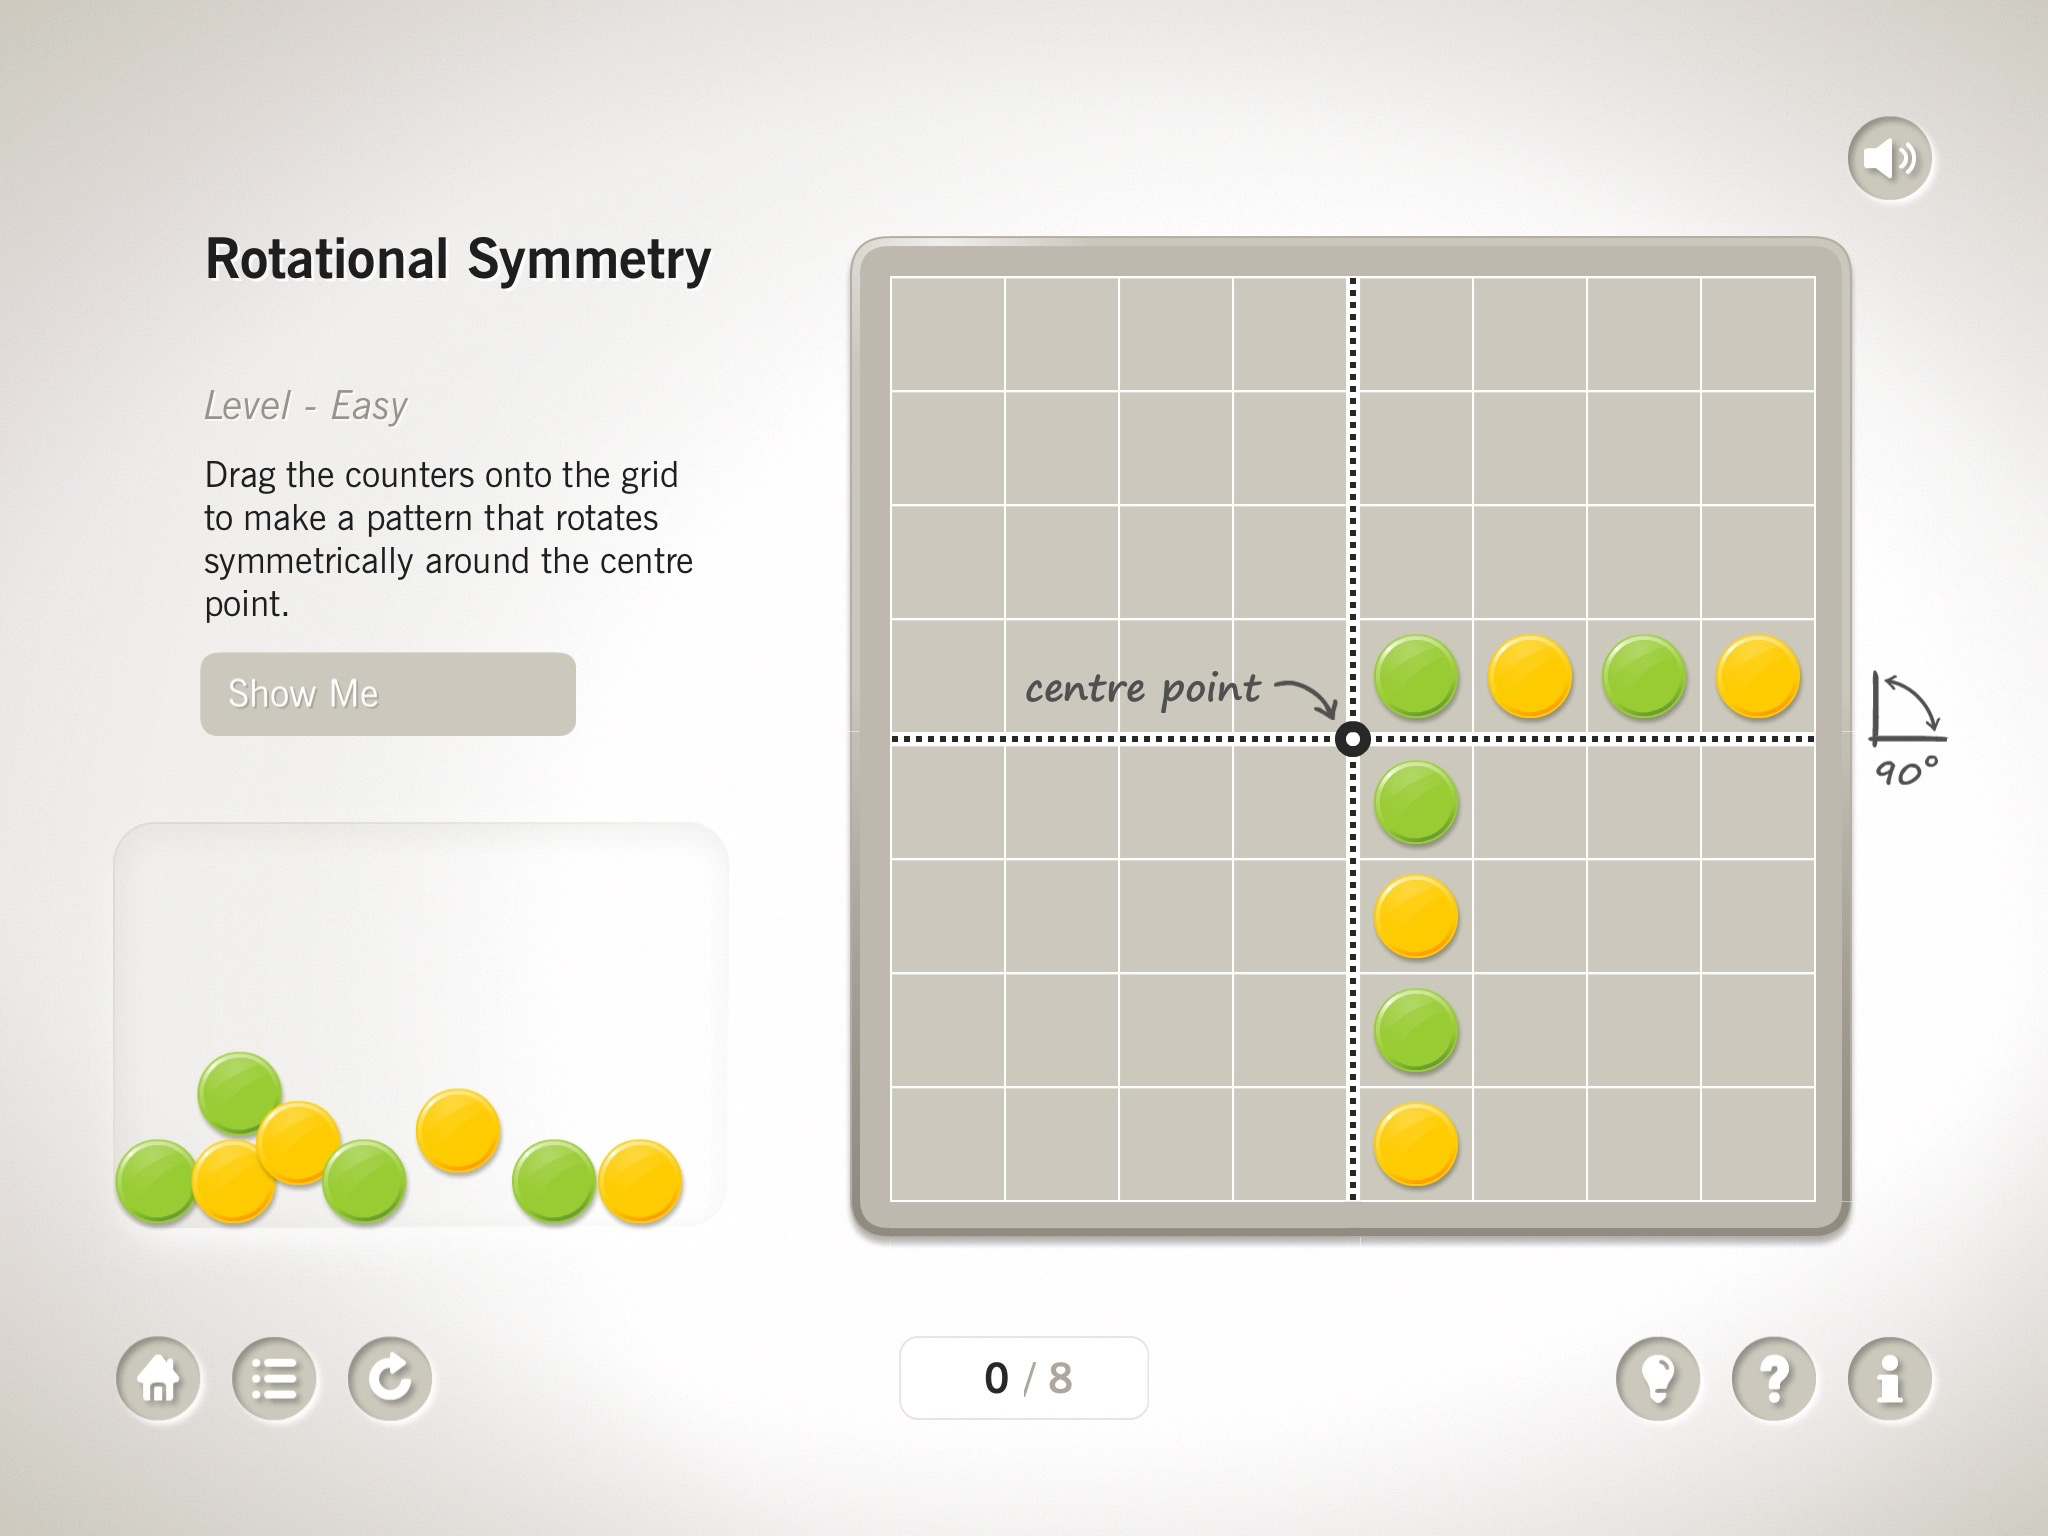 Rotational Symmetry
Level - Easy
Drag the counters onto the grid
to make a pattern that rotates
symmetrically around the centre
point.
Show Me
centre point
90°
0 / 8